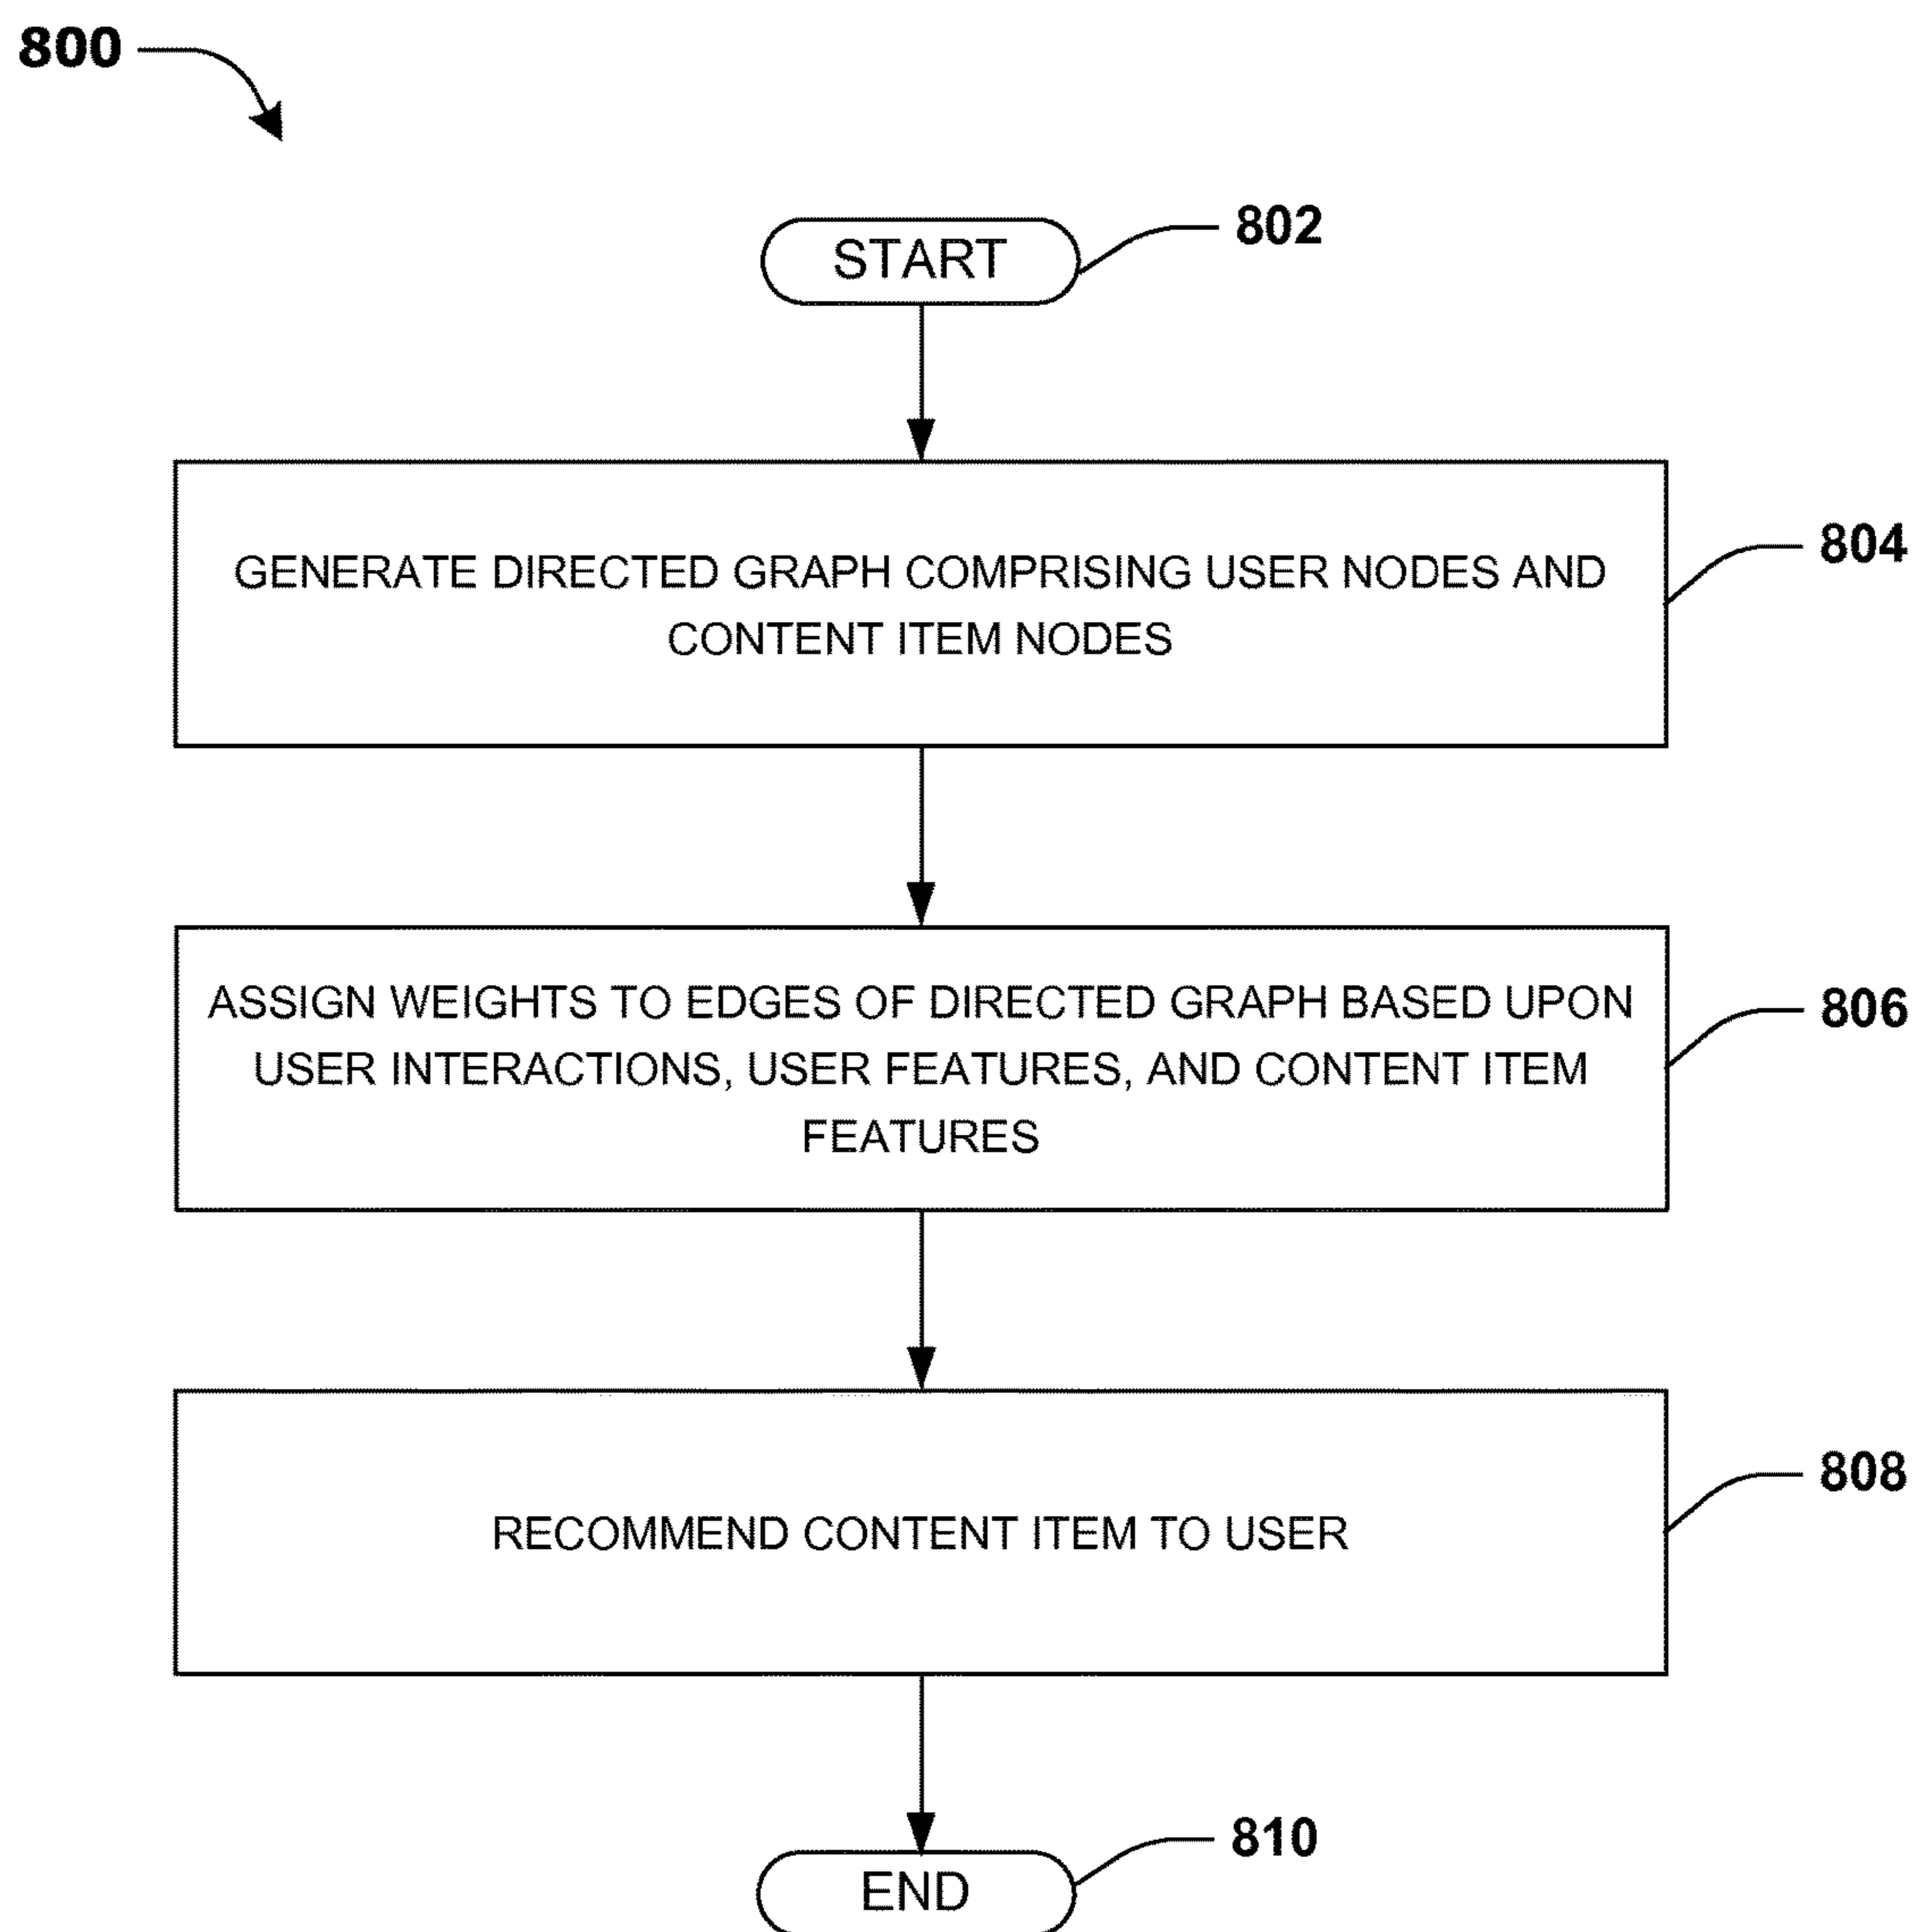 800
START
802
GENERATE DIRECTED GRAPH COMPRISING USER NODES AND
CONTENT ITEM NODES
804
ASSIGN WEIGHTS TO EDGES OF DIRECTED GRAPH BASED UPON
USER INTERACTIONS, USER FEATURES, AND CONTENT ITEM
FEATURES
806
RECOMMEND CONTENT ITEM TO USER
808
END
810